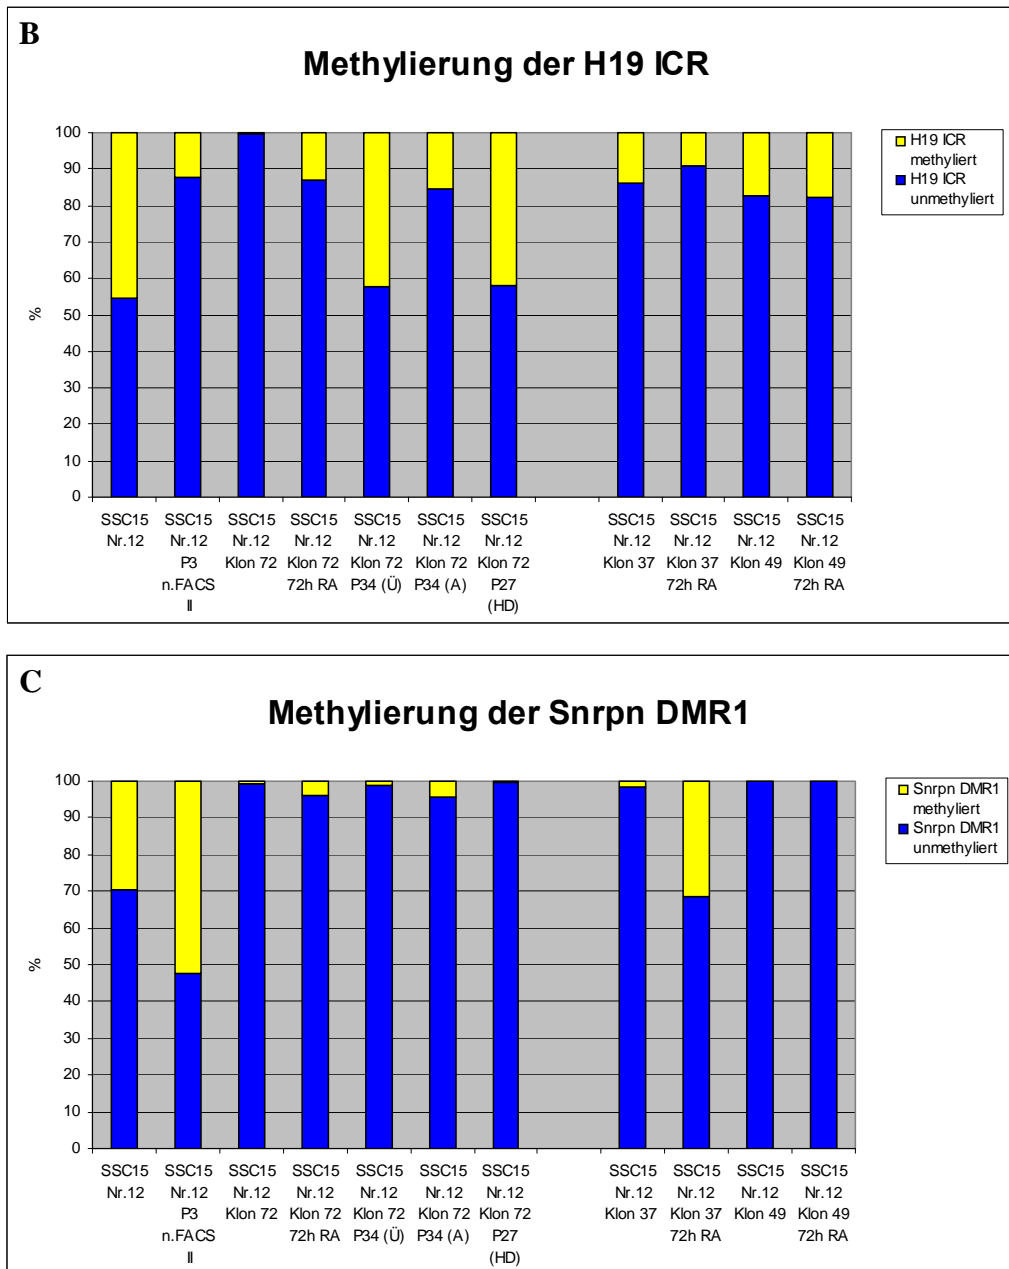 B
Methylierung der H19 ICR
100
90
80
70
60
50
40
30
20
10
0
%
H19 ICR
methyliert
H19 ICR
unmethyliert
SSC15
Nr.12
SSC15
Nr.12
P3
n.FACS
II
SSC15
Nr.12
Klon 72
SSC15
Nr.12
Klon 72
72h RA
SSC15
Nr.12
Klon 72
P34 (Ü)
SSC15
Nr.12
Klon 72
P34 (A)
SSC15
Nr.12
Klon 72
P27
(HD)
SSC15
Nr.12
Klon 37
SSC15
Nr.12
Klon 37
72h RA
SSC15
Nr.12
Klon 49
SSC15
Nr.12
Klon 49
72h RA
C
Methylierung der Snrpn DMR1
100
90
80
70
60
50
40
30
20
10
0
%
Snrpn DMR1
methyliert
Snrpn DMR1
unmethyliert
SSC15
Nr.12
SSC15
Nr.12
P3
n.FACS
II
SSC15
Nr.12
Klon 72
SSC15
Nr.12
Klon 72
72h RA
SSC15
Nr.12
Klon 72
P34 (Ü)
SSC15
Nr.12
Klon 72
P34 (A)
SSC15
Nr.12
Klon 72
P27
(HD)
SSC15
Nr.12
Klon 37
SSC15
Nr.12
Klon 37
72h RA
SSC15
Nr.12
Klon 49
SSC15
Nr.12
Klon 49
72h RA